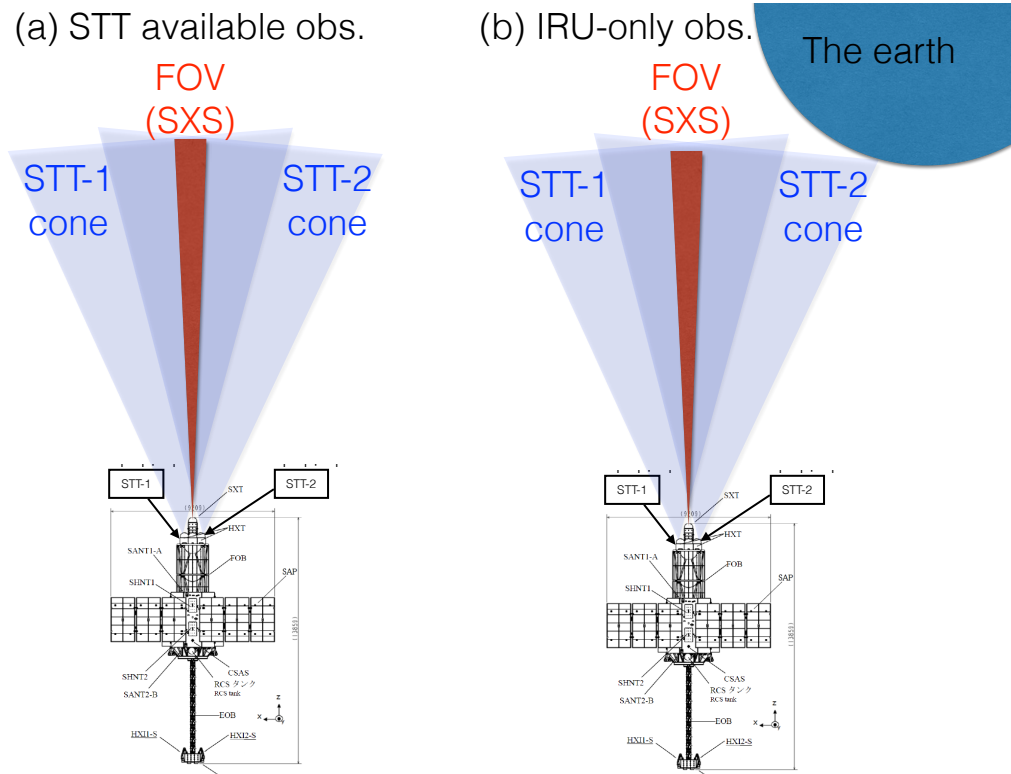 (a) STT available obs.
(b) IRU-only obs.
The earth
FOV
(SXS)
STT-1
cone
STT-2
cone
STT-1
STT-2
SXT
HXT
SANT1-A
FOB
SHNT1
SAP
CSAS
SHNT2
RCS タンク
RCS tank
SANT2-B
EOB
Z
X
Y
HXI1-S
HXI2-S
FOV
(SXS)
STT-1
cone
STT-2
cone
STT-1
STT-2
SXT
HXT
SANT1-A
FOB
SHNT1
SAP
CSAS
SHNT2
RCS タンク
RCS tank
SANT2-B
EOB
Z
X
Y
HXI1-S
HXI2-S